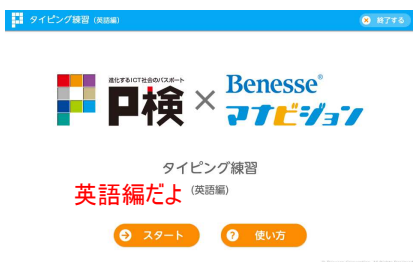 タイピング練習 (英語編)
終了する
進化するICT社会のパスポート
P検 × Benesse®
マナビジョン
タイピング練習
英語編だよ (英語編)
スタート
使い方